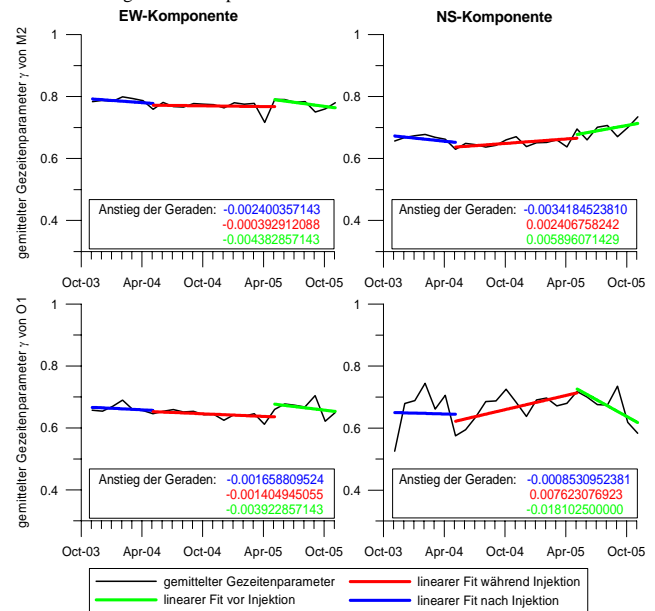 EW-Komponente NS-Komponente
gemittelter Gezeitenparameter γ von M2
1 1
0.8 0.8
0.6 0.6
0.4 0.4
Anstieg der Geraden: -0.002400357143
-0.000392912088
-0.004382857143
Anstieg der Geraden: -0.0034184523810
0.002406758242
0.005896071429
Oct-03 Apr-04 Oct-04 Apr-05 Oct-05 Oct-03 Apr-04 Oct-04 Apr-05 Oct-05
gemittelter Gezeitenparameter γ von O1
1 1
0.8 0.8
0.6 0.6
0.4 0.4
Anstieg der Geraden: -0.001658809524
-0.001404945055
-0.003922857143
Anstieg der Geraden: -0.0008530952381
0.007623076923
-0.018102500000
Oct-03 Apr-04 Oct-04 Apr-05 Oct-05 Oct-03 Apr-04 Oct-04 Apr-05 Oct-05
gemittelter Gezeitenparameter linearer Fit während Injektion
linearer Fit vor Injektion linearer Fit nach Injektion